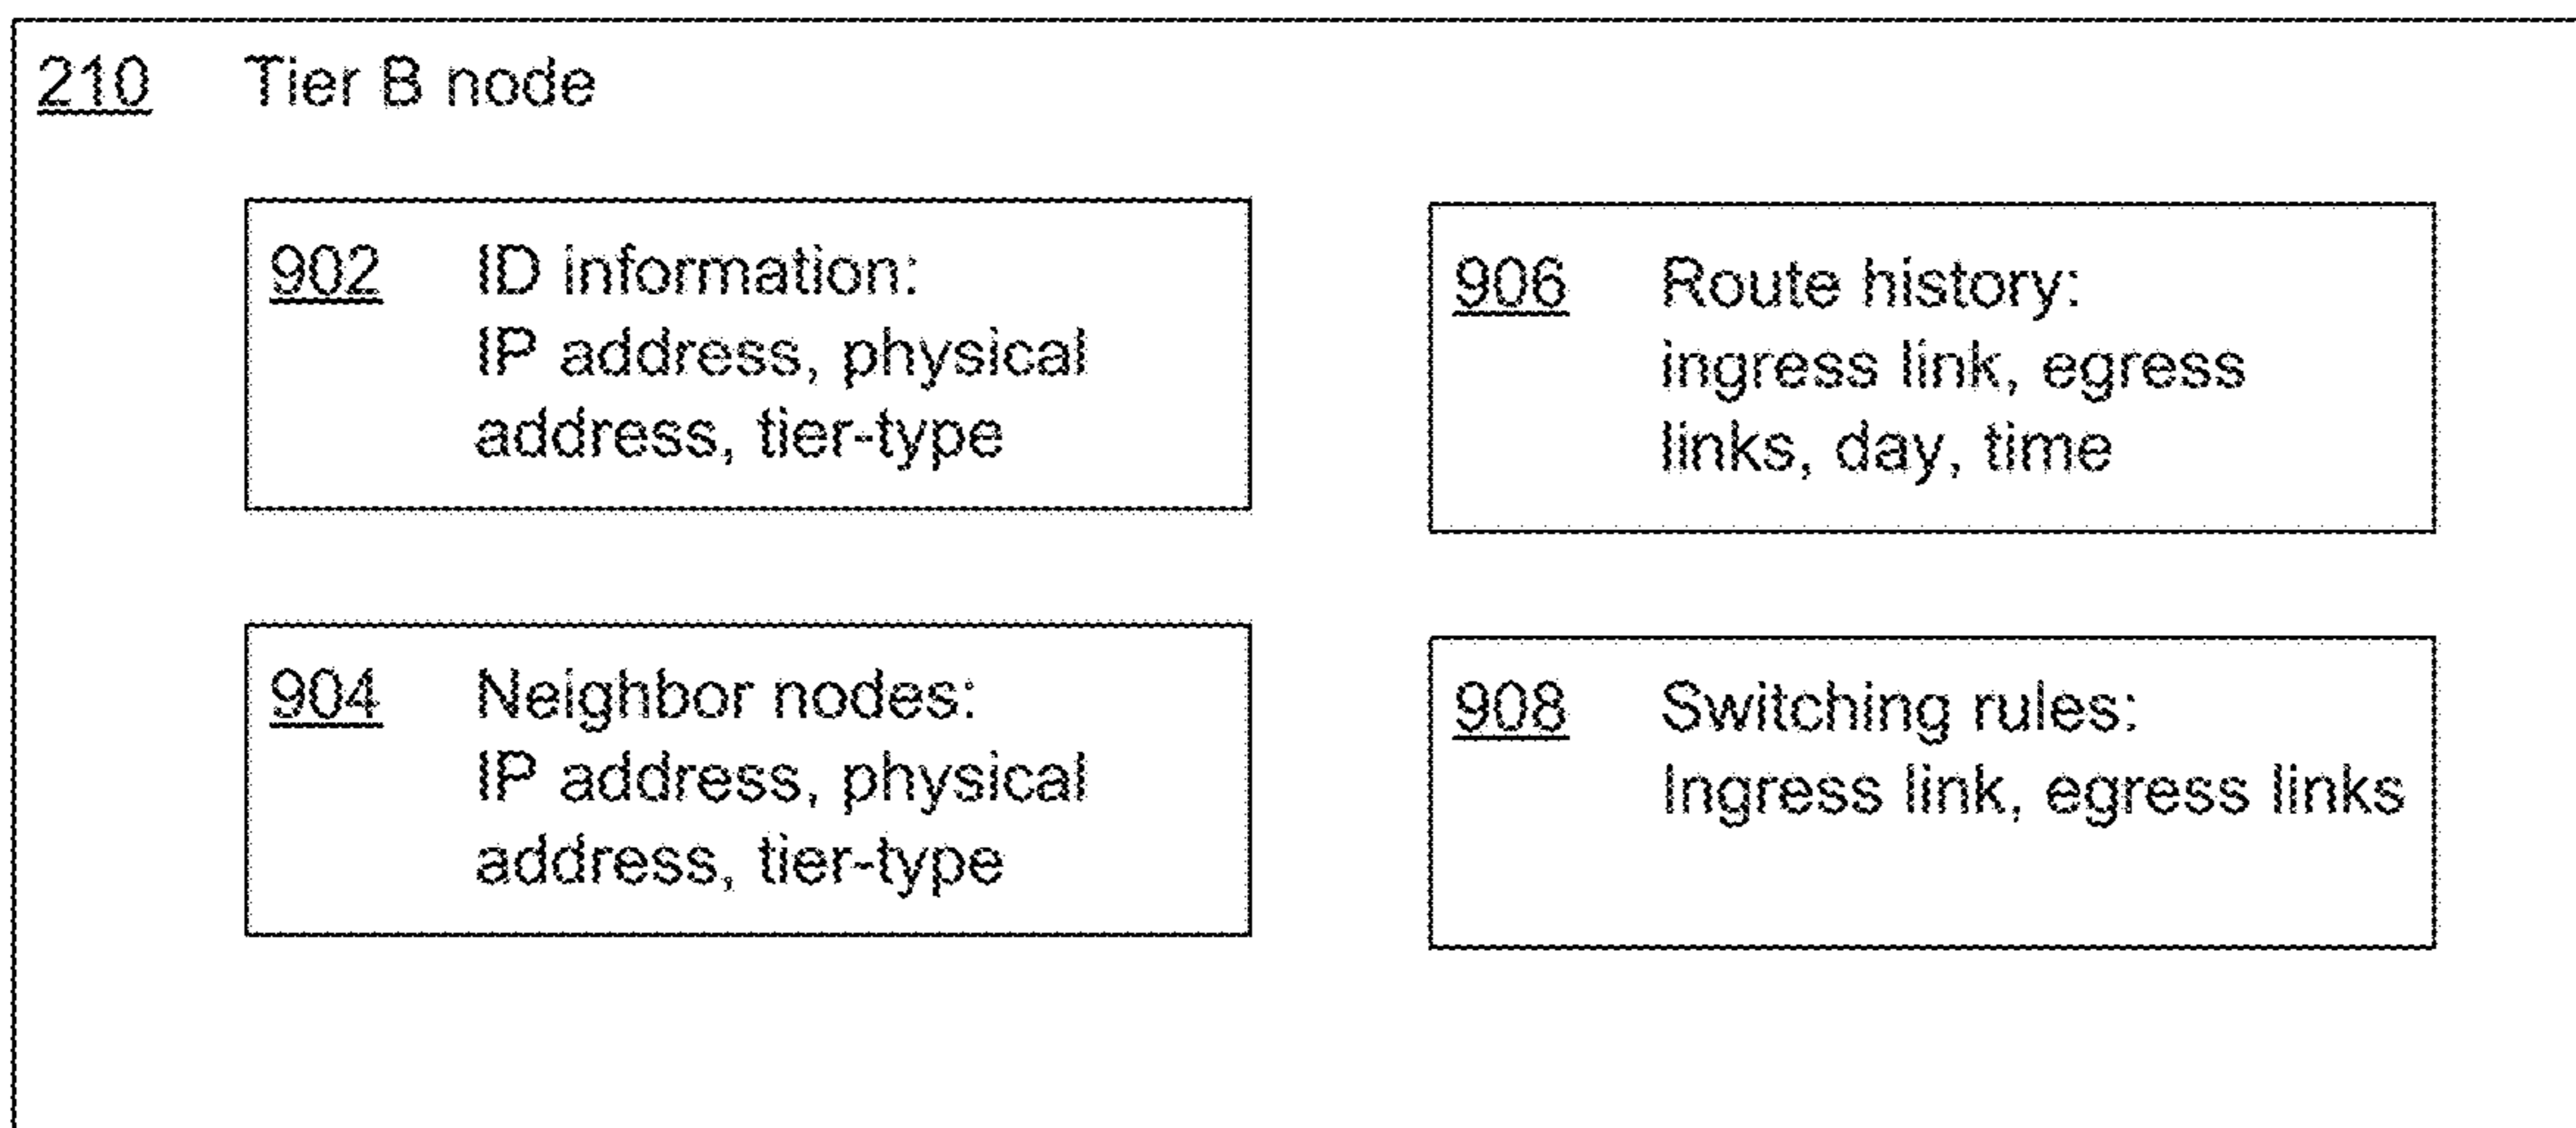 210 Tier B node
902 ID information:
IP address, physical
address, tier-type
906 Route history:
ingress link, egress
links, day, time
904 Neighbor nodes:
IP address, physical
address, tier-type
908 Switching rules:
Ingress link, egress links